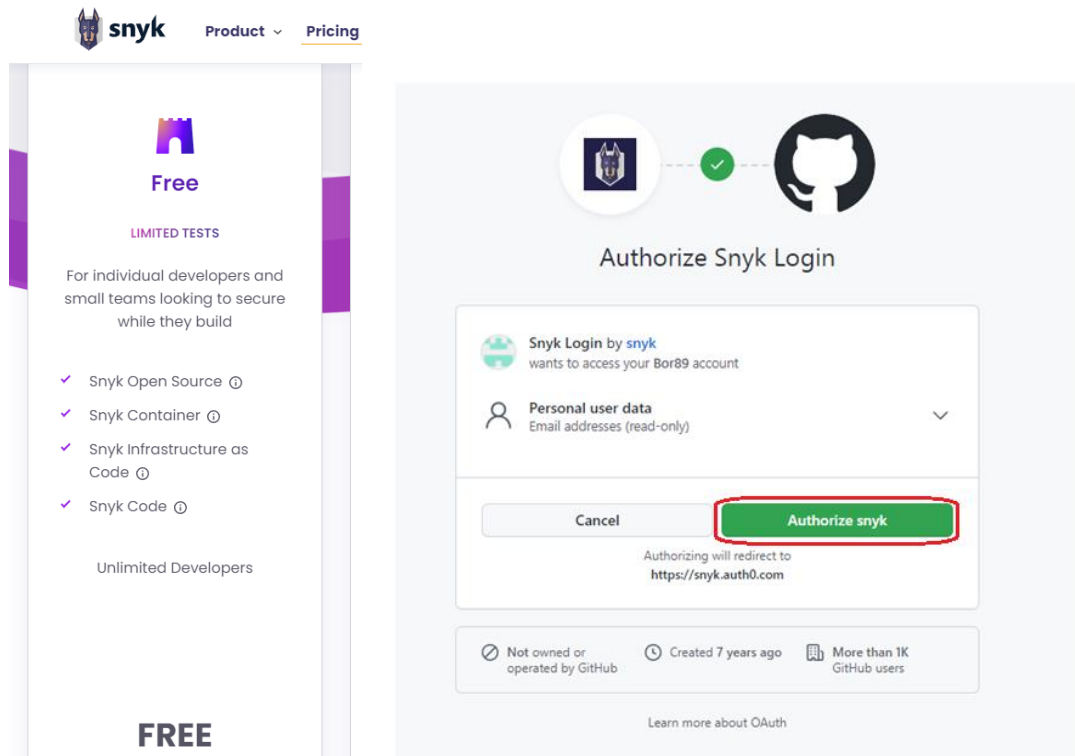 snyk
Product
Pricing
Free
LIMITED TESTS
For individual developers and
small teams looking to secure
while they build
Snyk Open Source
Snyk Container
Snyk Infrastructure as
Code
Snyk Code
Unlimited Developers
FREE
Authorize Snyk Login
Snyk Login by snyk
wants to access your Bor89 account
Personal user data
Email addresses (read-only)
Cancel
Authorize snyk
Authorizing will redirect to
https://snyk.auth0.com
Not owned or
operated by GitHub
Created 7 years ago
More than 1K
GitHub users
Learn more about OAuth